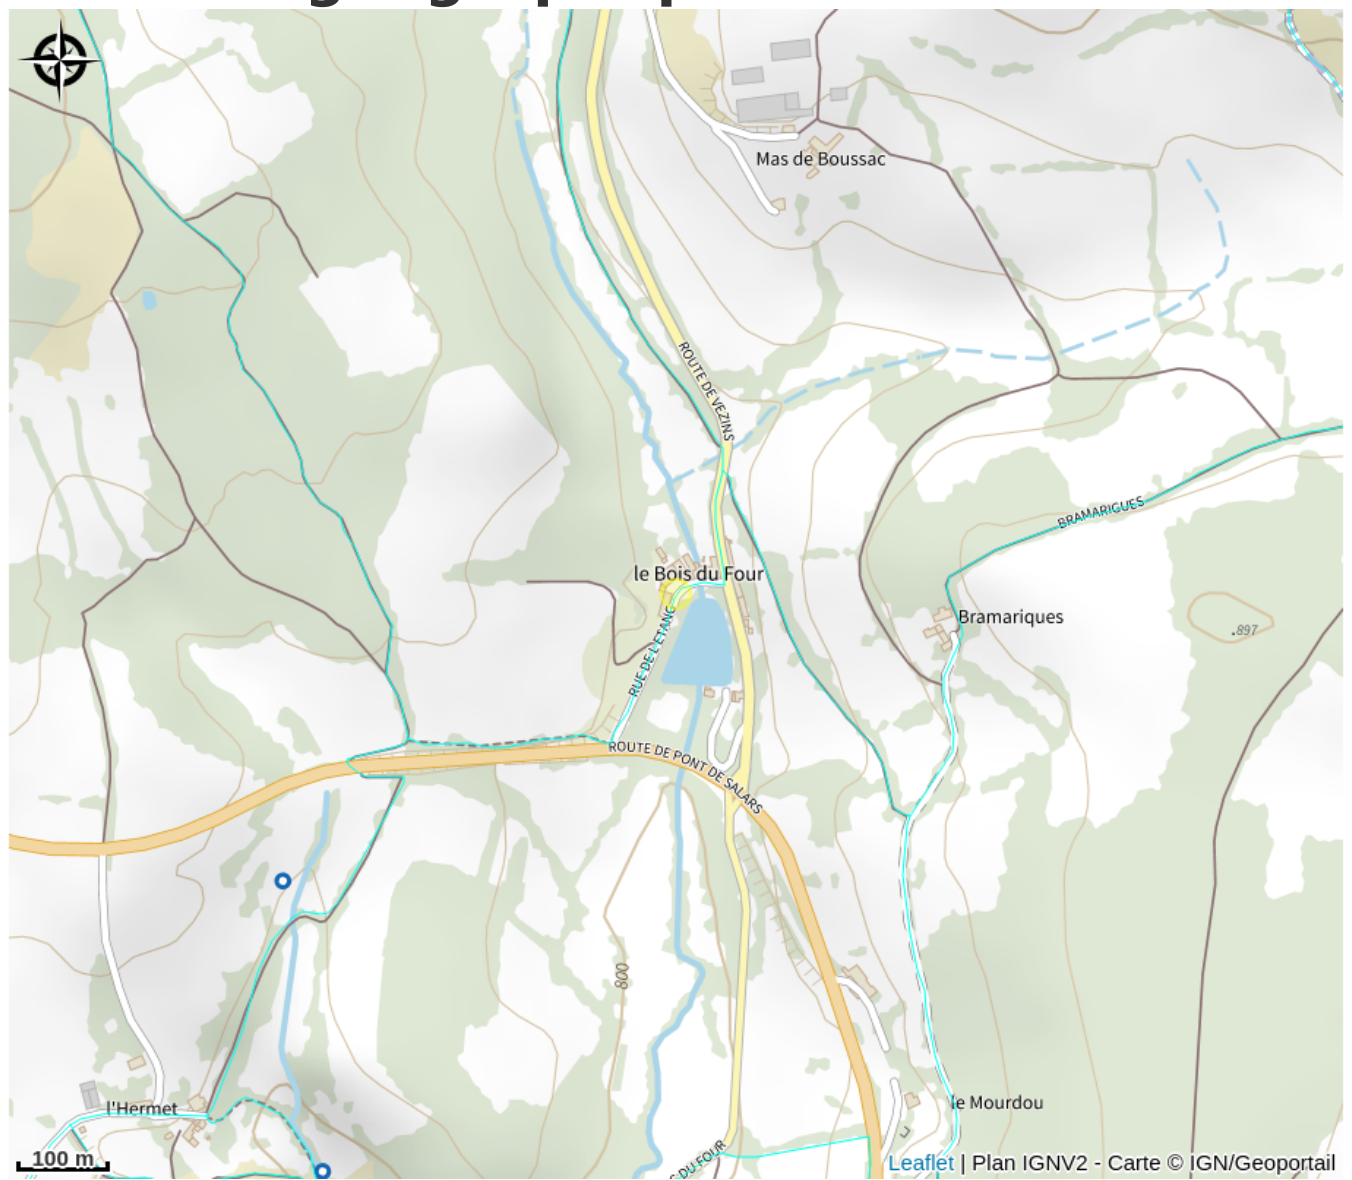 Mas de Boussac
ROUTE DE VEZINS
BRAMARIGUES
le Bois du Four
Bramariques
.897
RUE DE L'ETANG
ROUTE DE PONT DE SALARS
800
l'Hermet
le Mourdou
DU FOUR
100 m
Leaflet | Plan IGNV2 - Carte © IGN/Geoportail